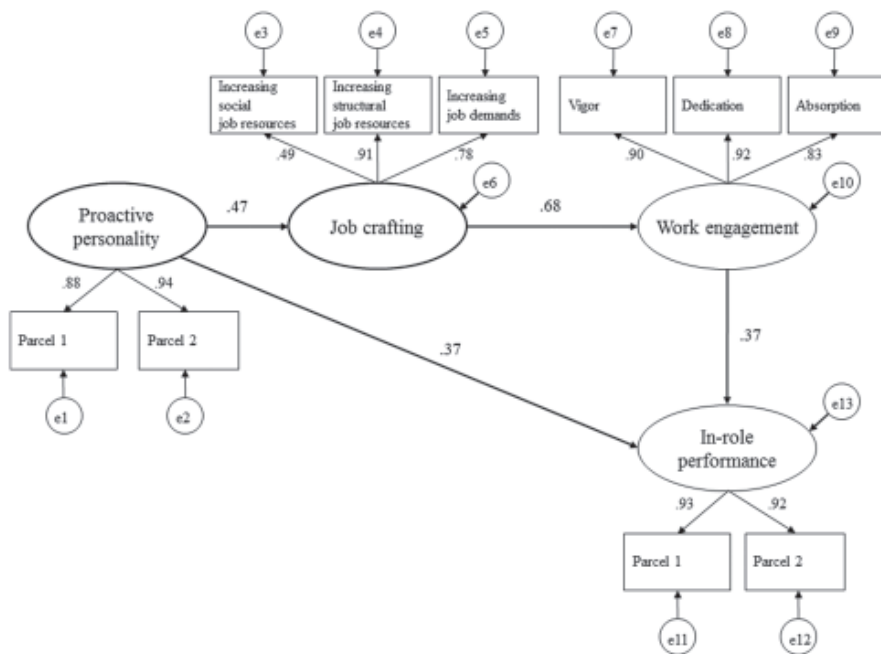 e3
e4
e5
e7
e8
e9
Increasing
social
job resources
Increasing
structural
job resources
Increasing
job demands
Vigor
Dedication
Absorption
.49
.91
.78
.90
.92
.83
e6
e10
Proactive
personality
.47
Job crafting
.68
Work engagement
.88
.94
Parcel 1
Parcel 2
.37
.37
e1
e2
e13
In-role
performance
.93
.92
Parcel 1
Parcel 2
e11
e12